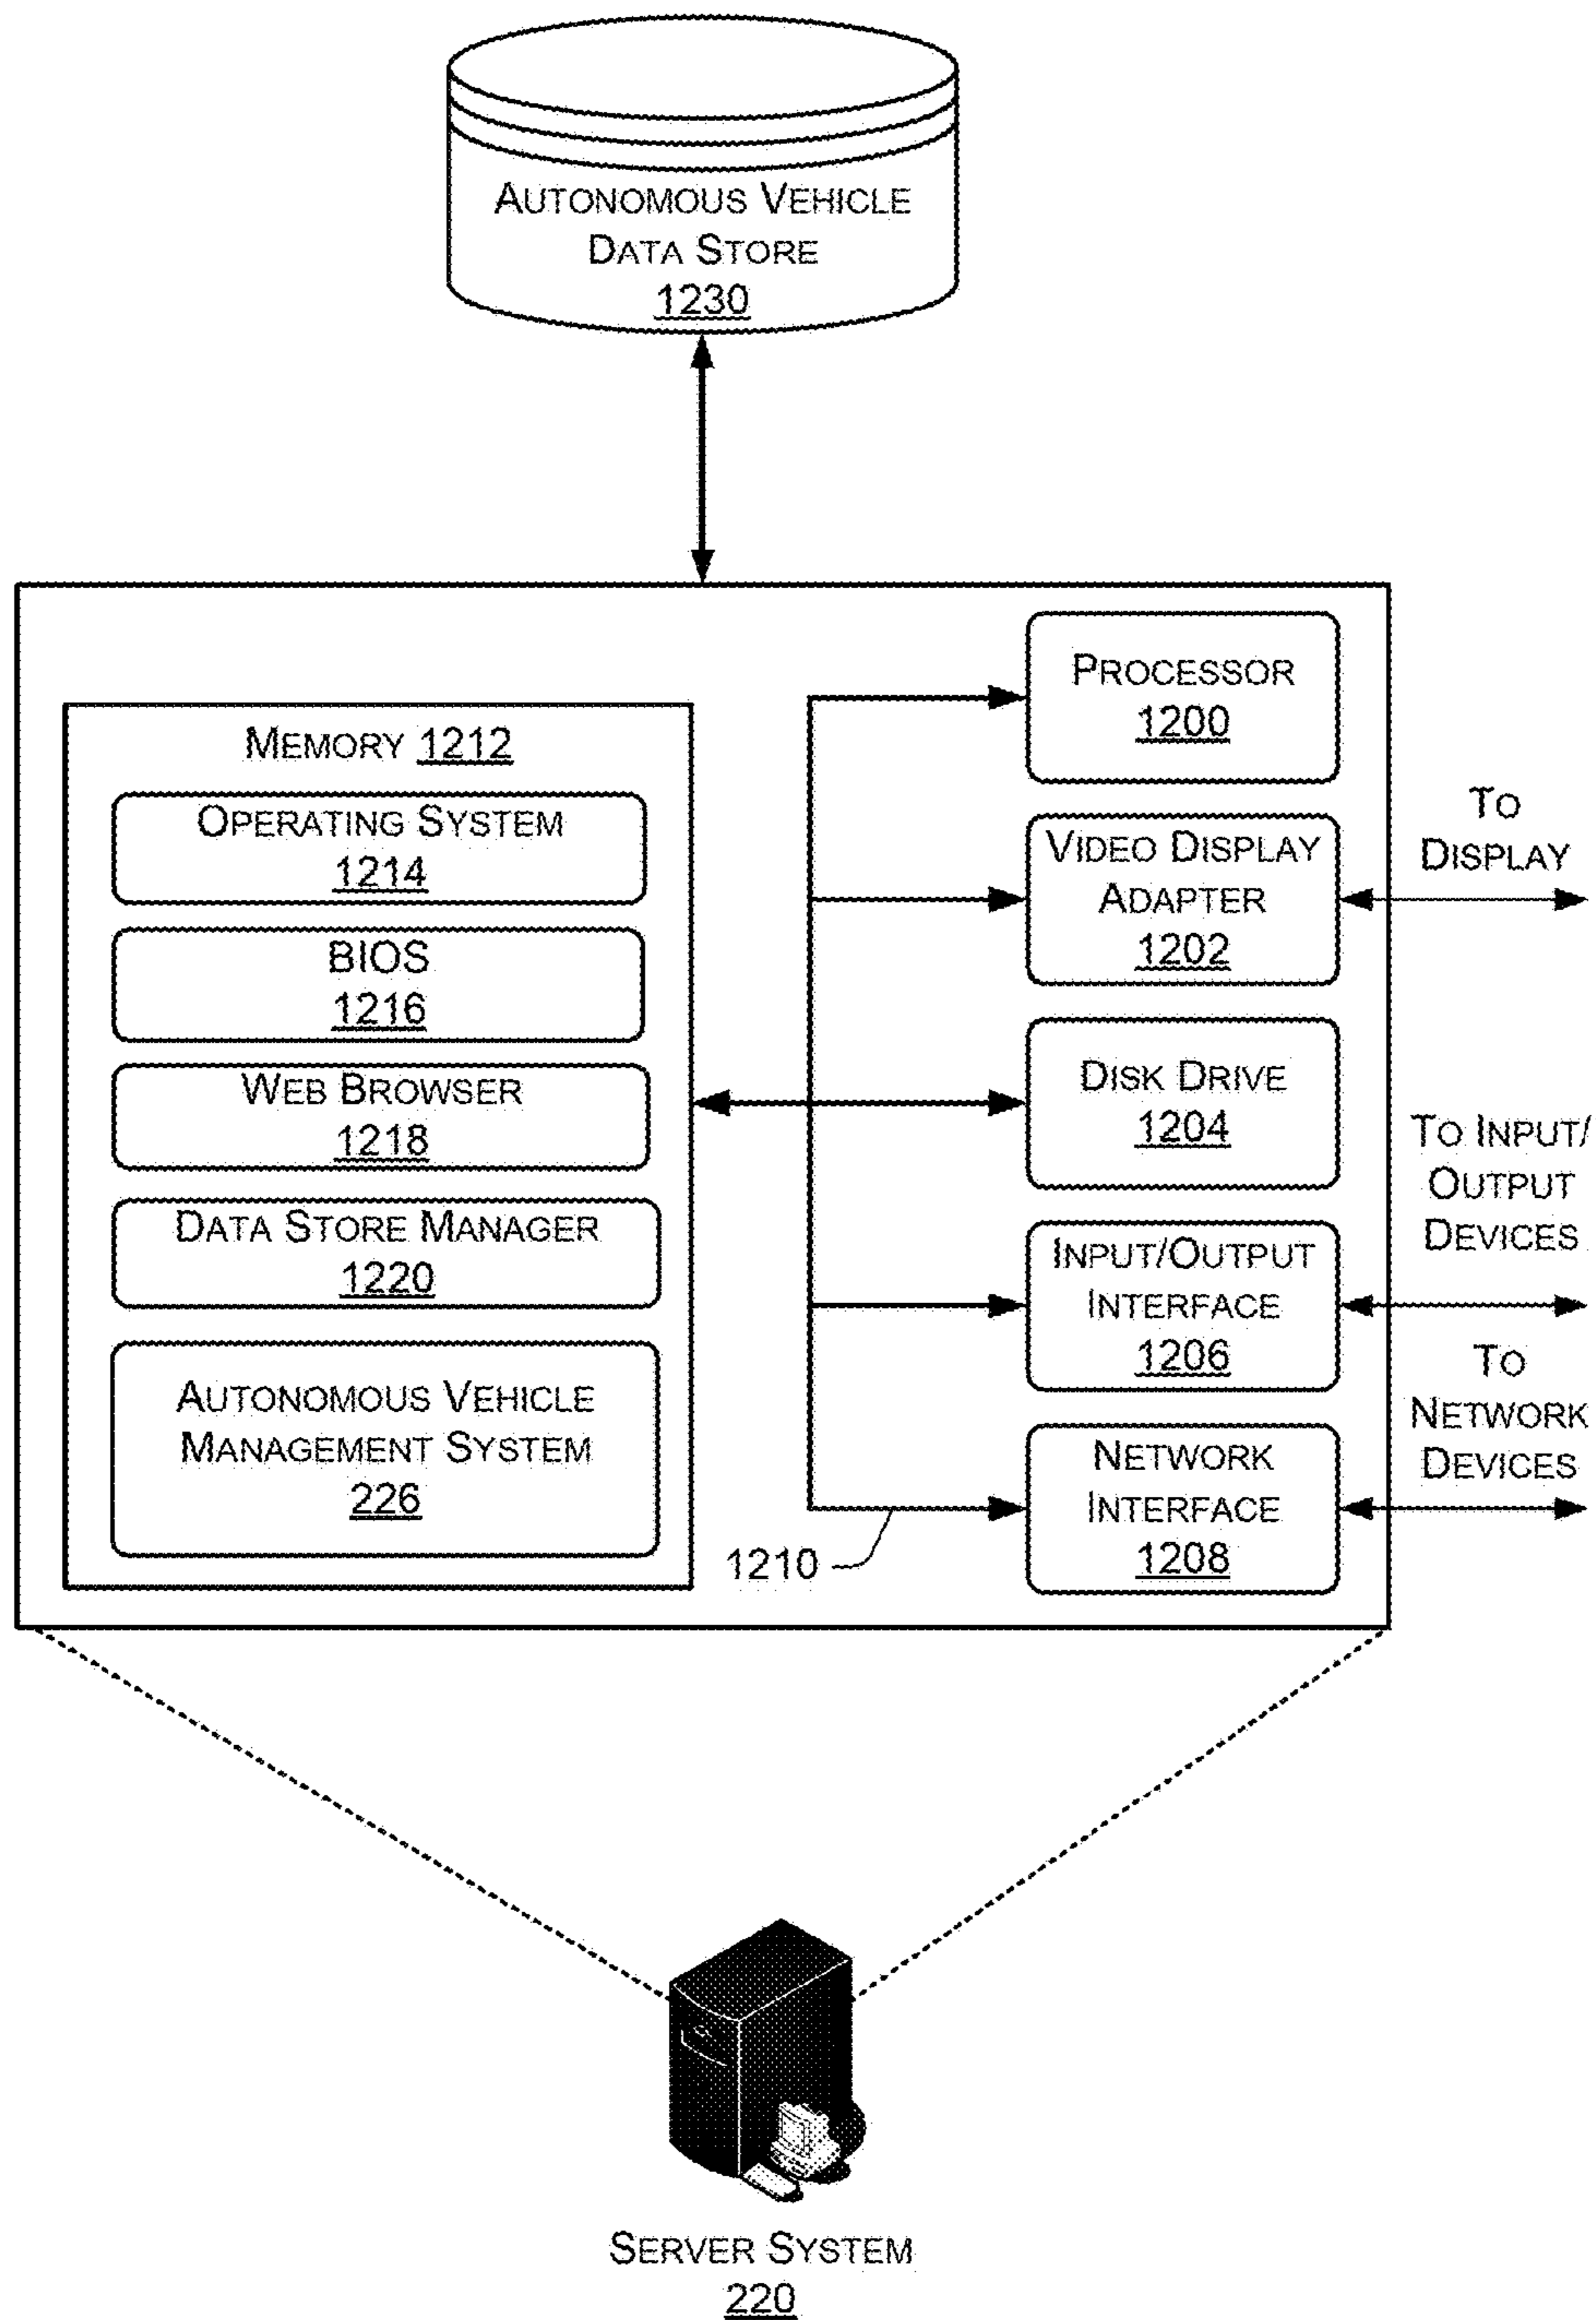 AUTONOMOUS VEHICLE
DATA STORE
1230
MEMORY 1212
OPERATING SYSTEM
1214
BIOS
1216
WEB BROWSER
1218
DATA STORE MANAGER
1220
AUTONOMOUS VEHICLE
MANAGEMENT SYSTEM
226
PROCESSOR
1200
VIDEO DISPLAY
ADAPTER
1202
DISK DRIVE
1204
INPUT/OUTPUT
INTERFACE
1206
NETWORK
INTERFACE
1208
1210
TO
DISPLAY
TO INPUT/
OUTPUT
DEVICES
TO
NETWORK
DEVICES
SERVER SYSTEM
220